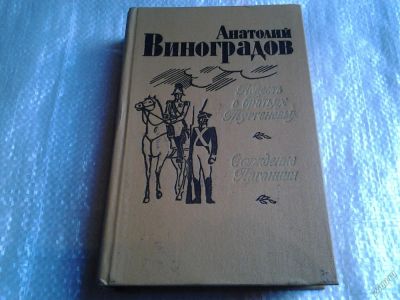 Анатолий
Виноградов
Повесть
о братьях
Тургеневых
Осуждение
Паганини